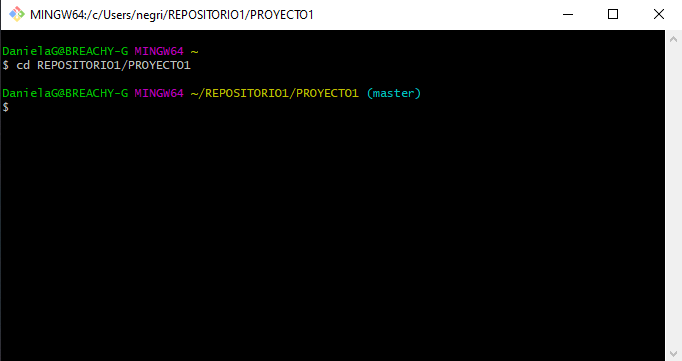 MINGW64:/c/Users/negri/REPOSITORIO1/PROYECTO1
DanielaG@BREACHY-G MINGW64 ~
$ cd REPOSITORIO1/PROYECTO1
DanielaG@BREACHY-G MINGW64 ~/REPOSITORIO1/PROYECTO1 (master)
$